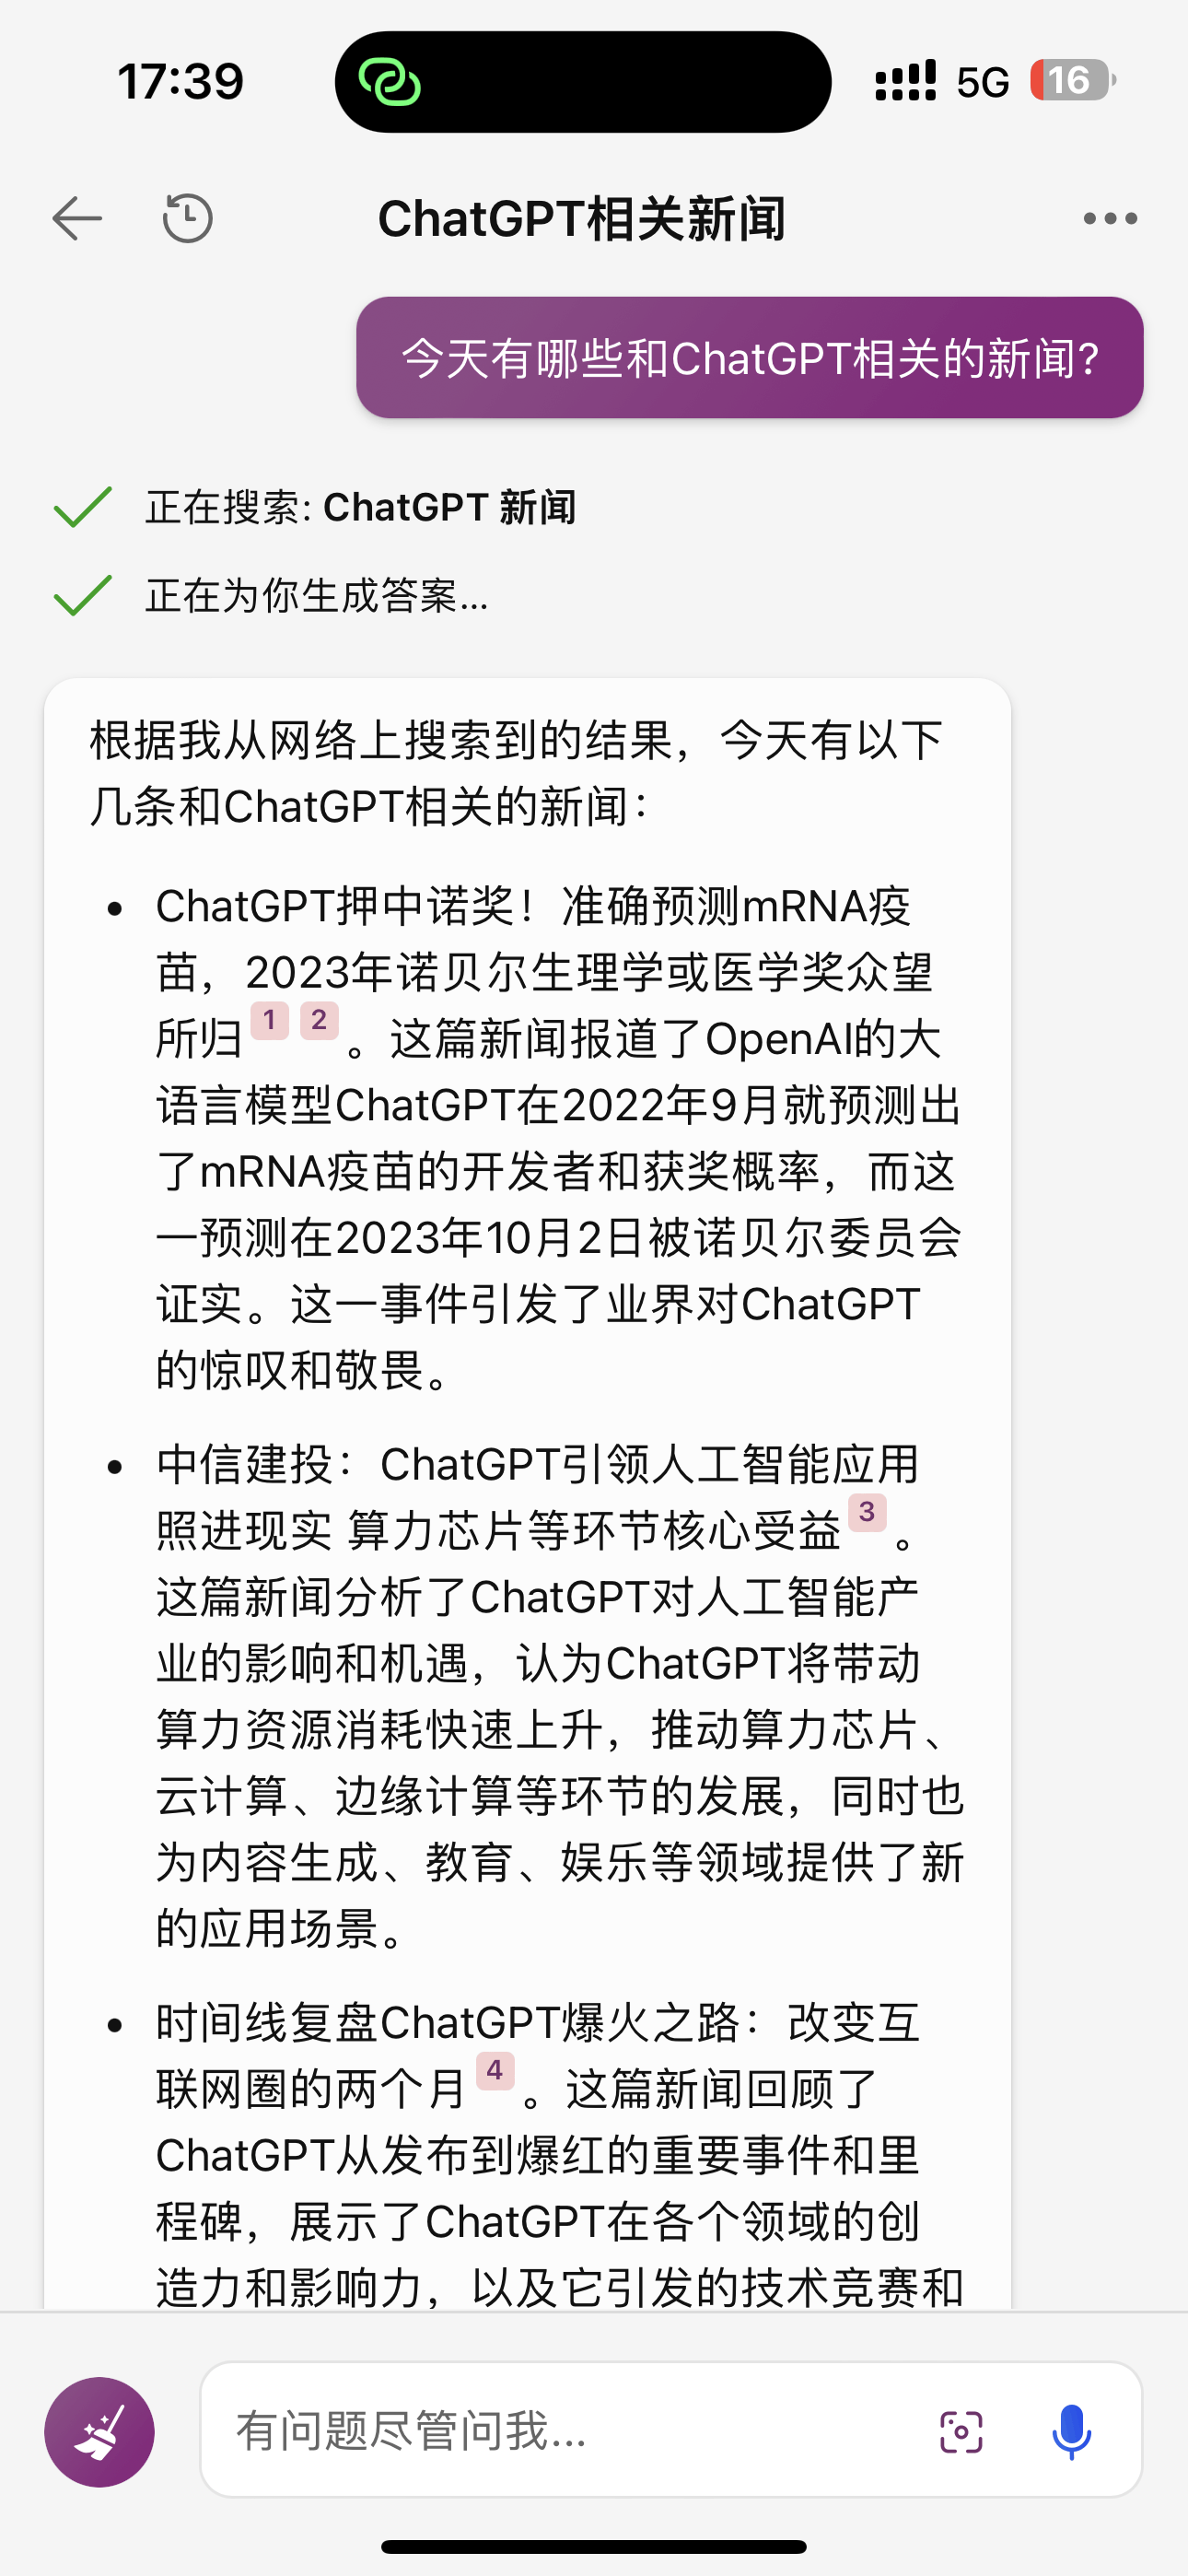 17:39
5G
16
ChatGPT相关新闻
今天有哪些和ChatGPT相关的新闻?
正在搜索: ChatGPT 新闻
正在为你生成答案...
根据我从网络上搜索到的结果，今天有以下
几条和ChatGPT相关的新闻：
• ChatGPT押中诺奖！准确预测mRNA疫
苗，2023年诺贝尔生理学或医学奖众望
所归 1 2 。这篇新闻报道了OpenAI的大
语言模型ChatGPT在2022年9月就预测出
了mRNA疫苗的开发者和获奖概率，而这
一预测在2023年10月2日被诺贝尔委员会
证实。这一事件引发了业界对ChatGPT
的惊叹和敬畏。
• 中信建投：ChatGPT引领人工智能应用
照进现实 算力芯片等环节核心受益 3 。
这篇新闻分析了ChatGPT对人工智能产
业的影响和机遇，认为ChatGPT将带动
算力资源消耗快速上升，推动算力芯片、
云计算、边缘计算等环节的发展，同时也
为内容生成、教育、娱乐等领域提供了新
的应用场景。
• 时间线复盘ChatGPT爆火之路：改变互
联网圈的两个月 4 。这篇新闻回顾了
ChatGPT从发布到爆红的重要事件和里
程碑，展示了ChatGPT在各个领域的创
造力和影响力，以及它引发的技术竞赛和
有问题尽管问我...